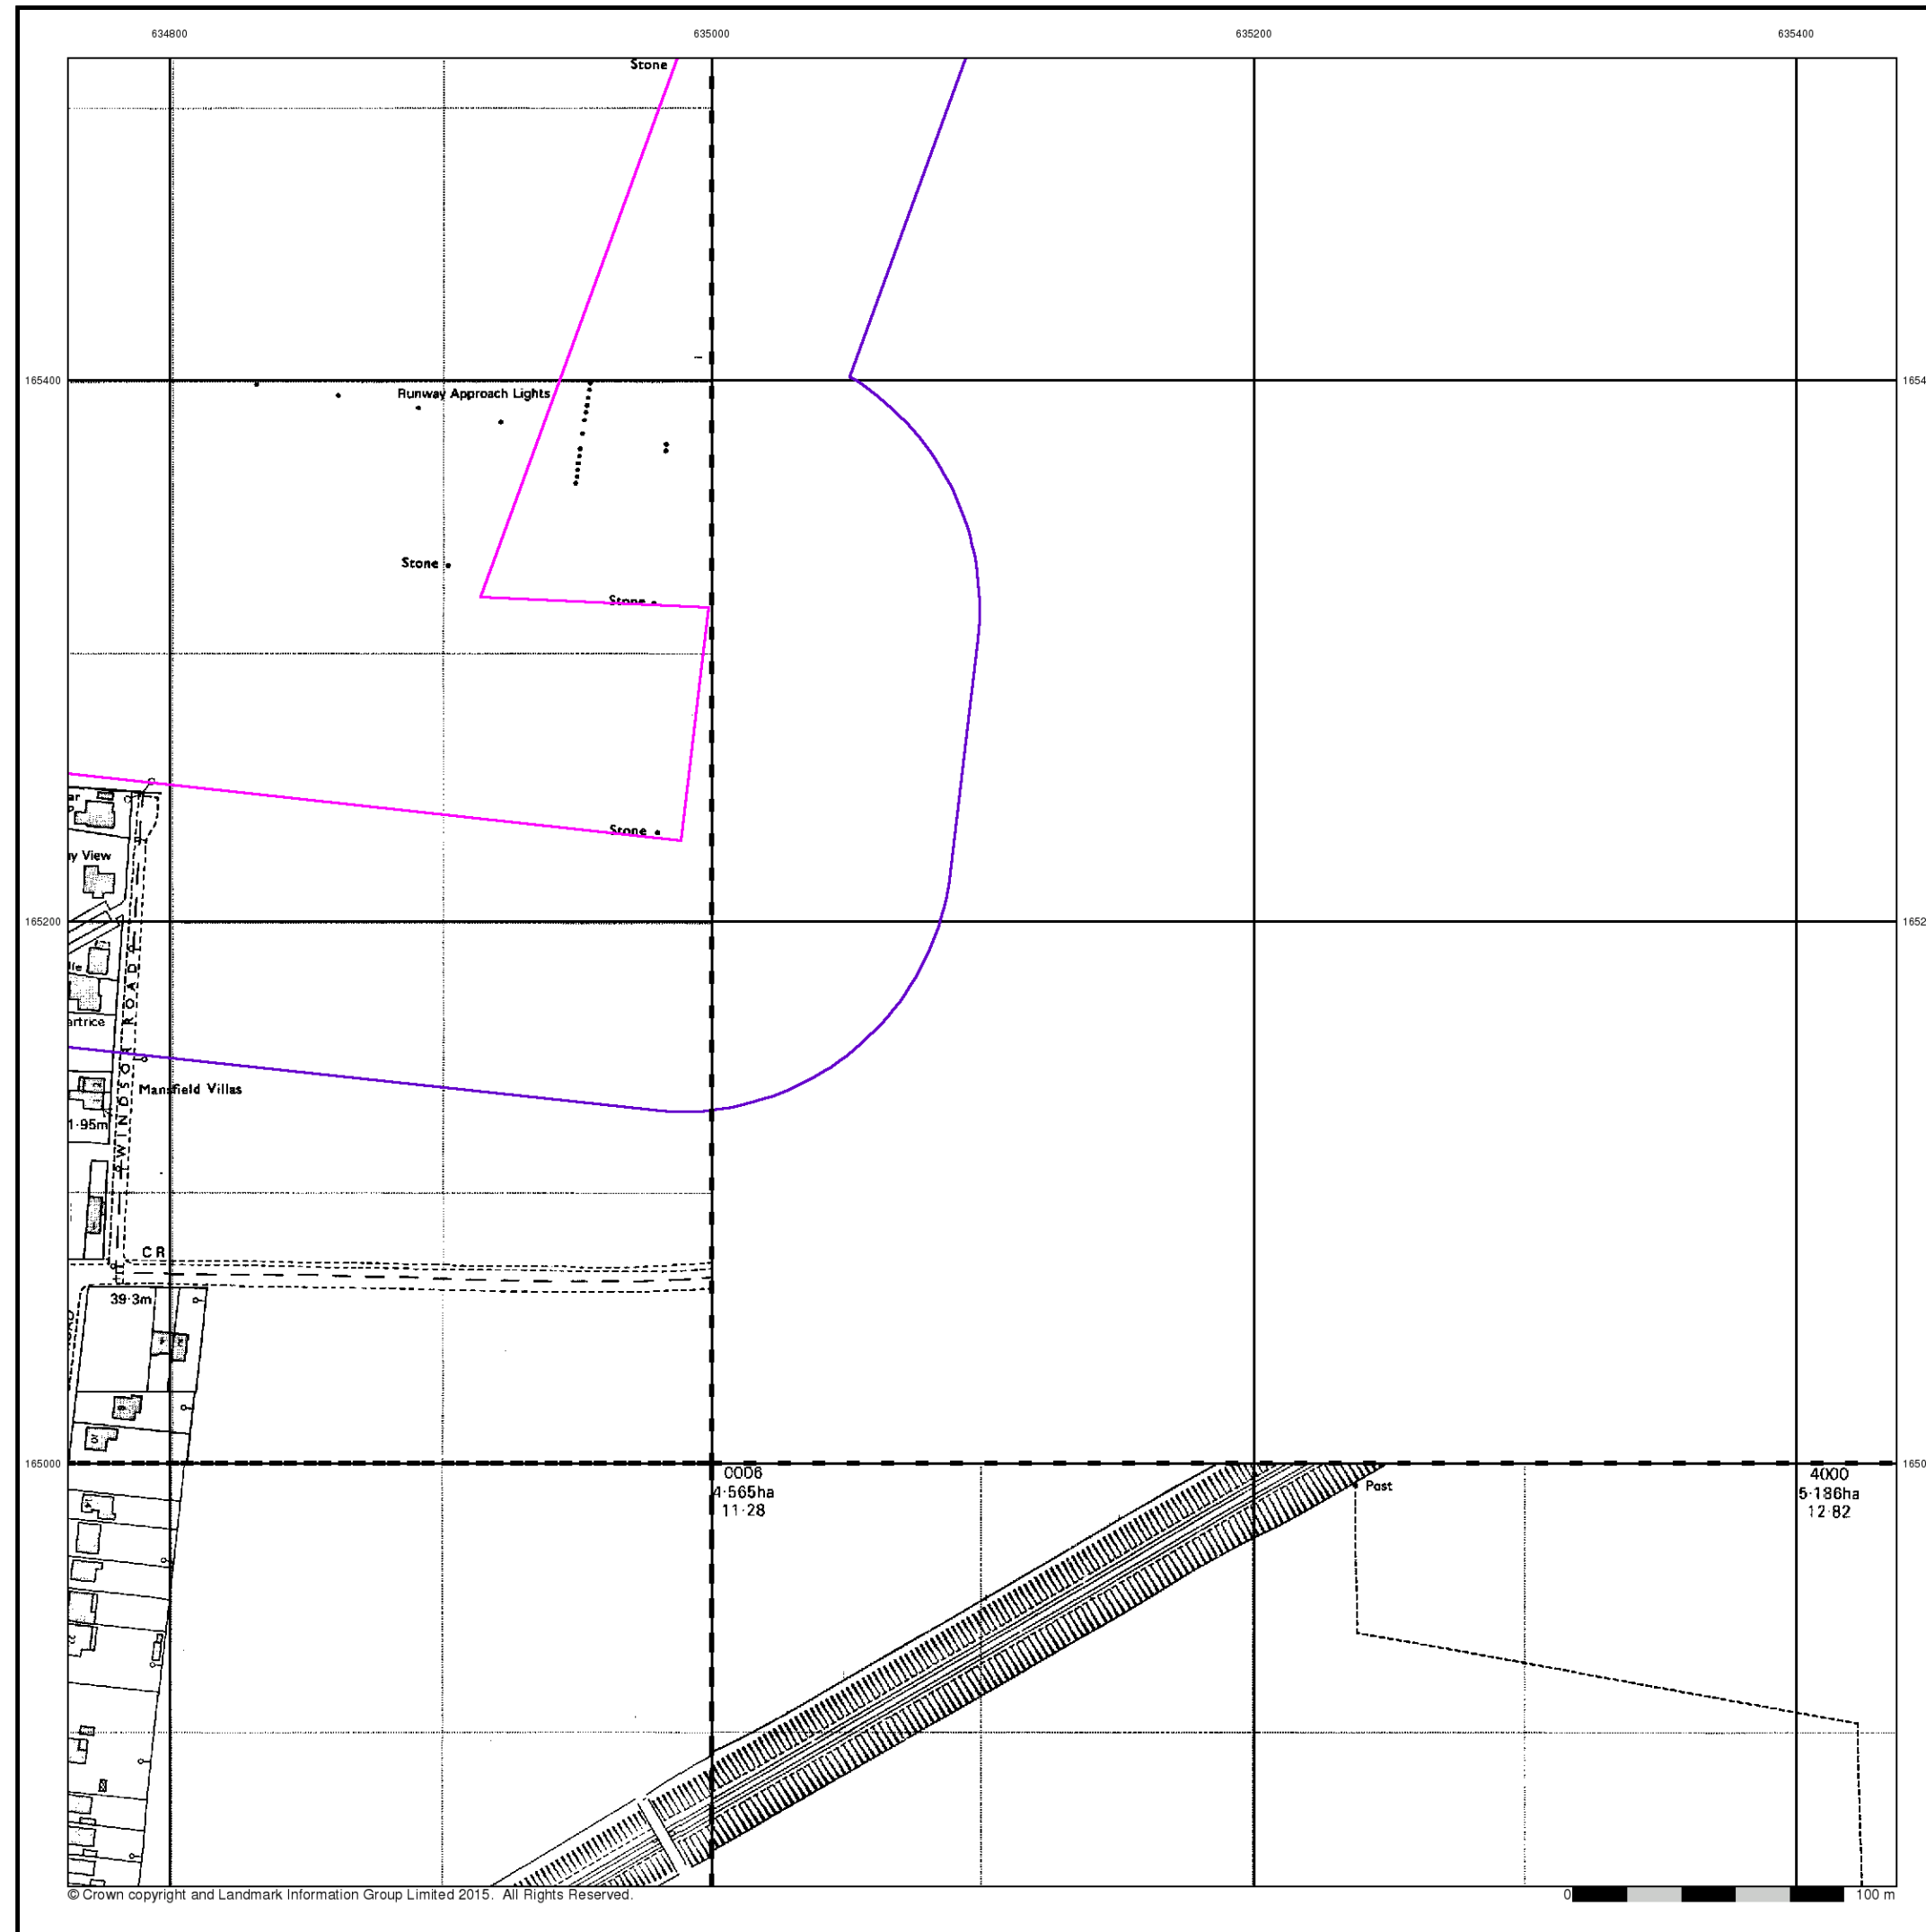 634800
635000
635200
635400
Stone
165400
Runway Approach Lights
Stone
Stone
Stone
ar
y View
165200
WINDSOR ROAD
artrice
Mansfield Villas
1·95m
CR
39·3m
165000
0006
4·565ha
11·28
Post
4000
5·186ha
12·82
© Crown copyright and Landmark Information Group Limited 2015. All Rights Reserved.
0
100 m